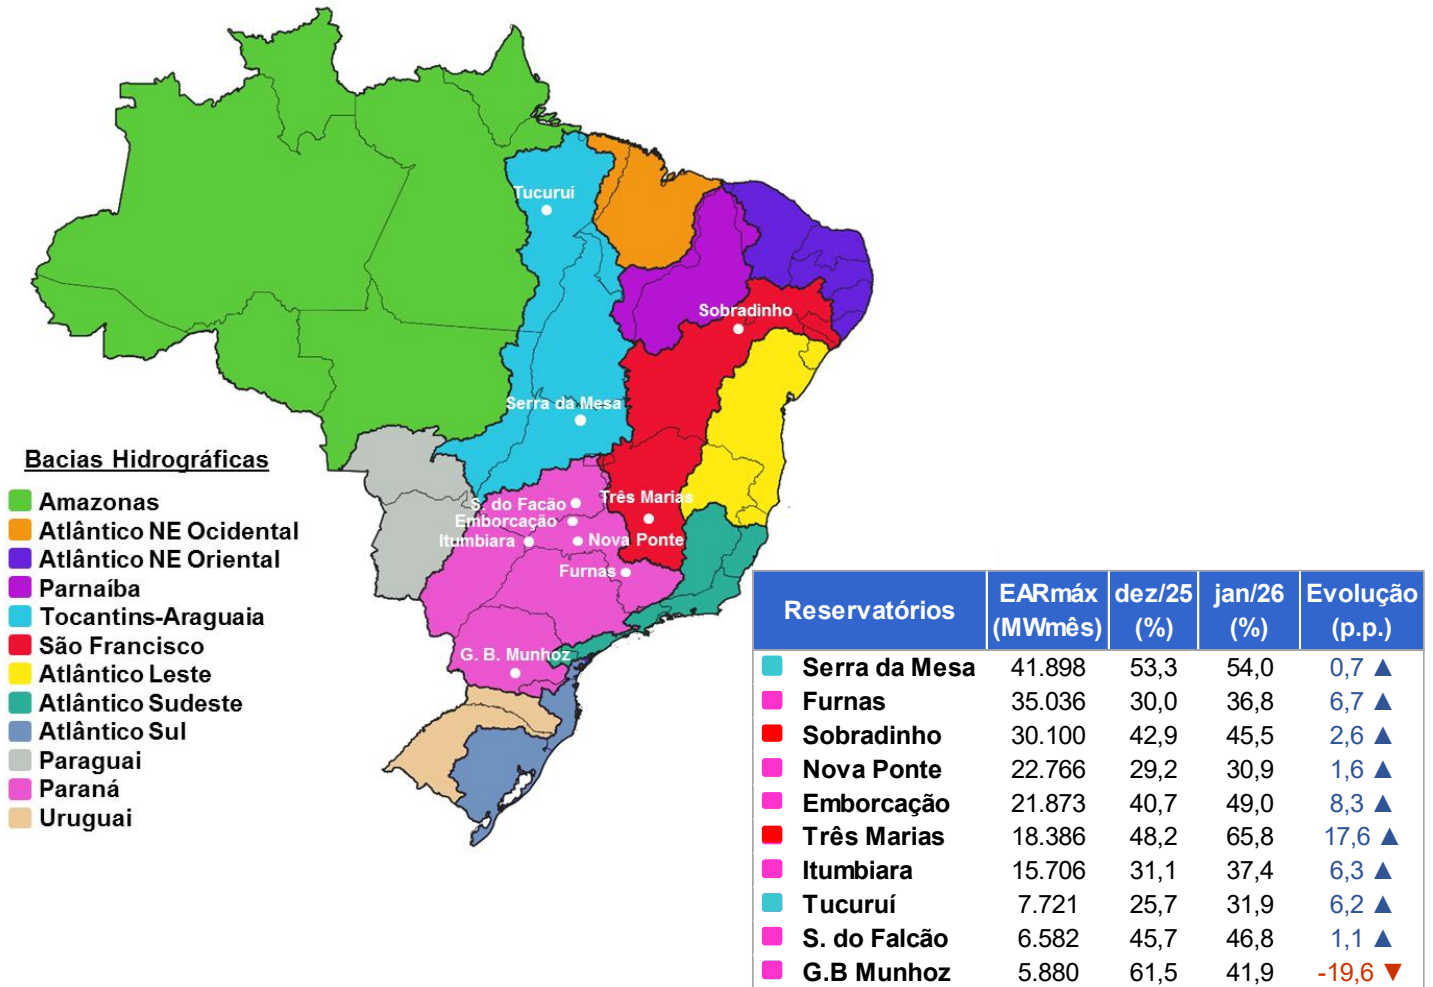 Tucuruí
Sobradinho
Serra da Mesa
S. do Facão
Três Marias
Emborcação
Itumbiara
Nova Ponte
Furnas
G. B. Munhoz
Bacias Hidrográficas
Amazonas
Atlântico NE Ocidental
Atlântico NE Oriental
Parnaíba
Tocantins-Araguaia
São Francisco
Atlântico Leste
Atlântico Sudeste
Atlântico Sul
Paraguai
Paraná
Uruguai
Reservatórios EARmáx (MWmês) dez/25 (%) jan/26 (%) Evolução (p.p.)
Serra da Mesa 41.898 53,3 54,0 0,7 ▲
Furnas 35.036 30,0 36,8 6,7 ▲
Sobradinho 30.100 42,9 45,5 2,6 ▲
Nova Ponte 22.766 29,2 30,9 1,6 ▲
Emborcação 21.873 40,7 49,0 8,3 ▲
Três Marias 18.386 48,2 65,8 17,6 ▲
Itumbiara 15.706 31,1 37,4 6,3 ▲
Tucuruí 7.721 25,7 31,9 6,2 ▲
S. do Falcão 6.582 45,7 46,8 1,1 ▲
G.B Munhoz 5.880 61,5 41,9 -19,6 ▼